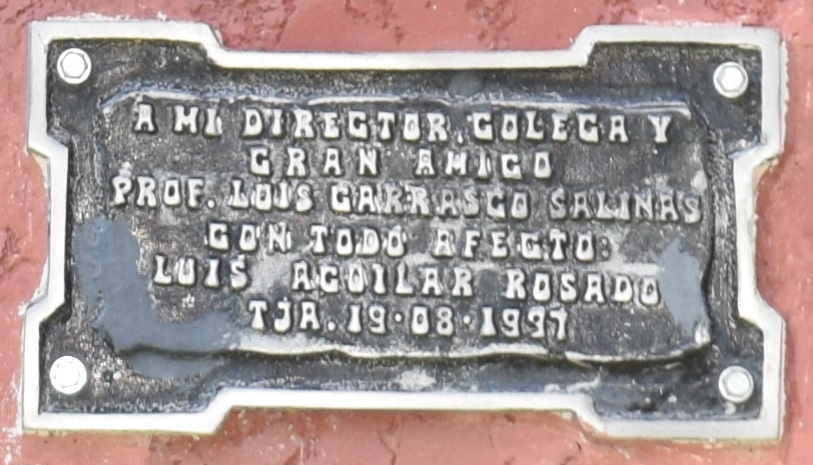 A MI DIRECTOR, COLEGA Y
GRAN AMIGO
PROF. LUIS CARRASCO SALINAS
CON TODO AFECTO:
LUIS AGUILAR ROSADO
TJA. 19·08·1997